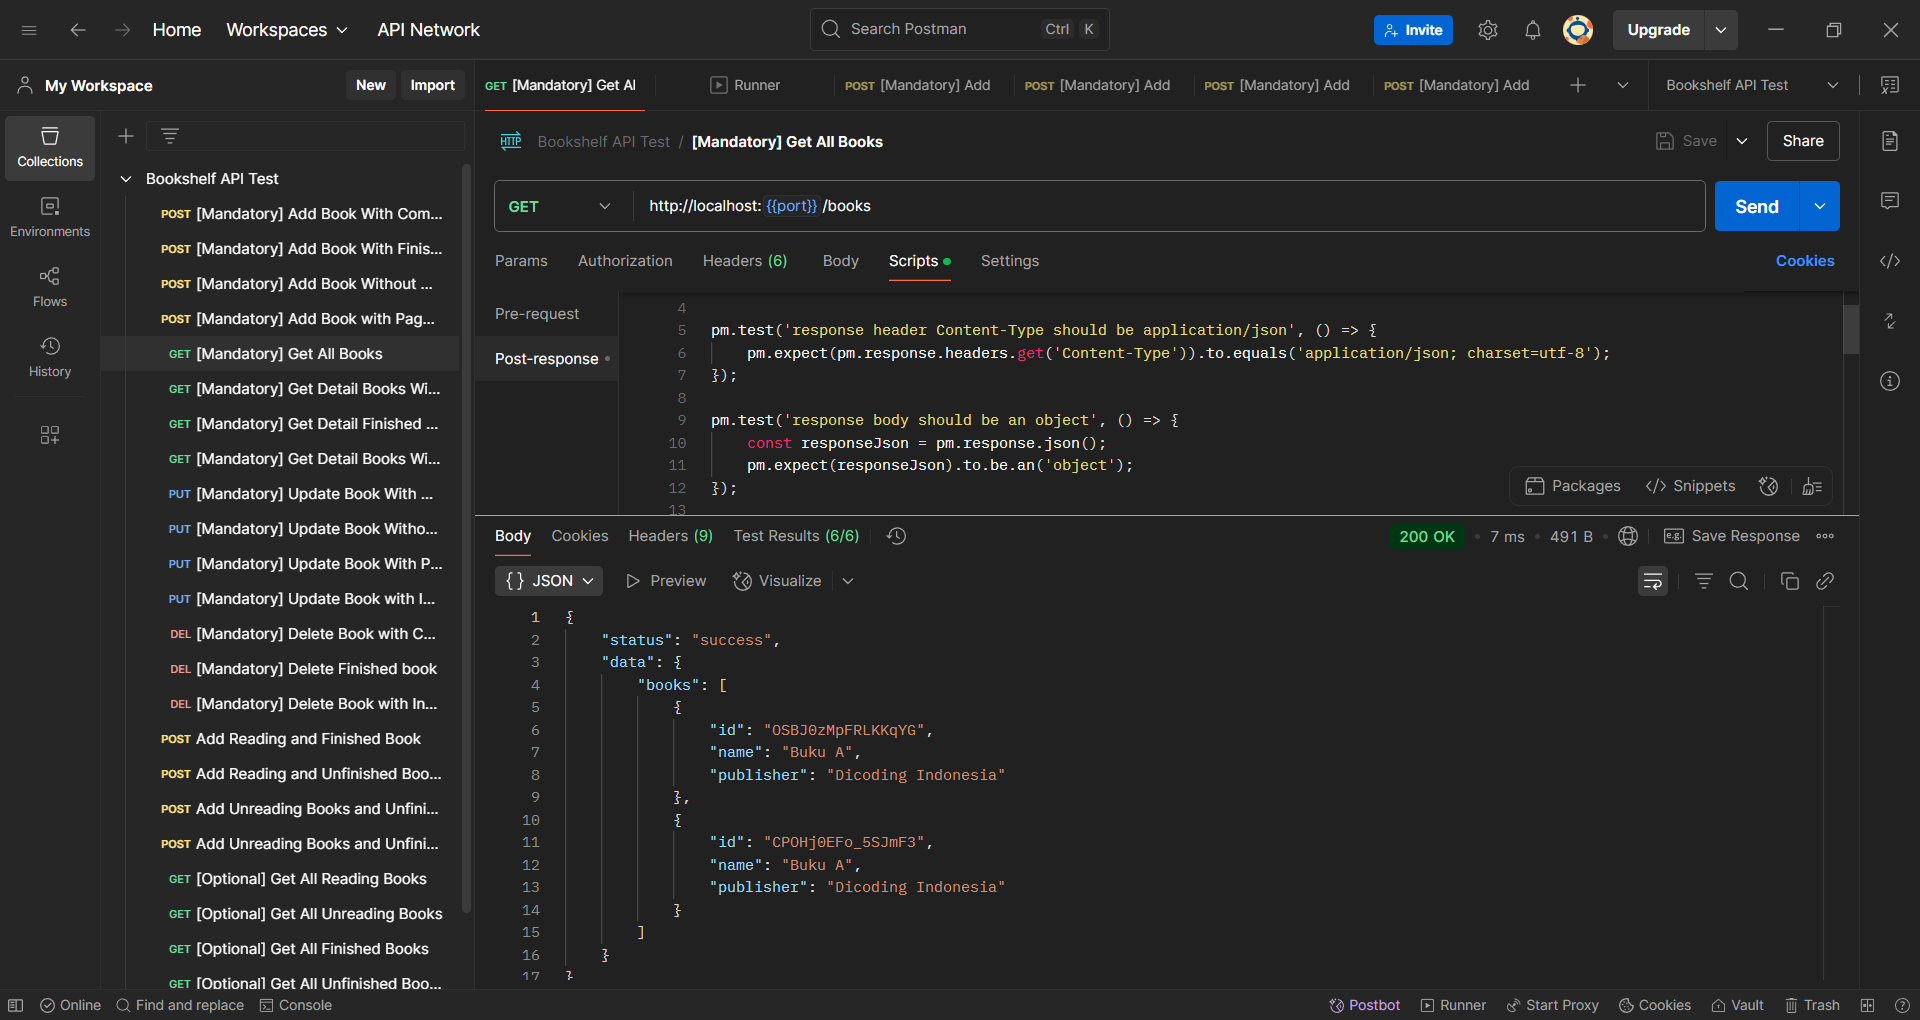 Home
Workspaces
API Network
Search Postman
Ctrl K
Invite
Upgrade
My Workspace
New
Import
GET [Mandatory] Get Al
Runner
POST [Mandatory] Add
POST [Mandatory] Add
POST [Mandatory] Add
POST [Mandatory] Add
Bookshelf API Test
Collections
Environments
Flows
History
Bookshelf API Test
POST [Mandatory] Add Book With Com...
POST [Mandatory] Add Book With Finis...
POST [Mandatory] Add Book Without ...
POST [Mandatory] Add Book with Pag...
GET [Mandatory] Get All Books
GET [Mandatory] Get Detail Books Wi...
GET [Mandatory] Get Detail Finished ...
GET [Mandatory] Get Detail Books Wi...
PUT [Mandatory] Update Book With ...
PUT [Mandatory] Update Book Witho...
PUT [Mandatory] Update Book With P...
PUT [Mandatory] Update Book with I...
DEL [Mandatory] Delete Book with C...
DEL [Mandatory] Delete Finished book
DEL [Mandatory] Delete Book with In...
POST Add Reading and Finished Book
POST Add Reading and Unfinished Boo...
POST Add Unreading Books and Unfini...
POST Add Unreading Books and Unfini...
GET [Optional] Get All Reading Books
GET [Optional] Get All Unreading Books
GET [Optional] Get All Finished Books
GET [Optional] Get All Unfinished Boo...
HTTP Bookshelf API Test / [Mandatory] Get All Books
Save
Share
GET
http://localhost:{{port}}/books
Send
Params
Authorization
Headers (6)
Body
Scripts
Settings
Cookies
Pre-request
Post-response
4
5 pm.test('response header Content-Type should be application/json', () => {
6 pm.expect(pm.response.headers.get('Content-Type')).to.equals('application/json; charset=utf-8');
7 });
8
9 pm.test('response body should be an object', () => {
10 const responseJson = pm.response.json();
11 pm.expect(responseJson).to.be.an('object');
12 });
13
Packages
</> Snippets
Body
Cookies
Headers (9)
Test Results (6/6)
200 OK
7 ms
491 B
e.g. Save Response
{} JSON
Preview
Visualize
1 {
2 "status": "success",
3 "data": {
4 "books": [
5 {
6 "id": "OSBJ0zMpFRLKKqYG",
7 "name": "Buku A",
8 "publisher": "Dicoding Indonesia"
9 },
10 {
11 "id": "CPOHj0EFo_5SJmF3",
12 "name": "Buku A",
13 "publisher": "Dicoding Indonesia"
14 }
15 ]
16 }
17 }
Online
Find and replace
Console
Postbot
Runner
Start Proxy
Cookies
Vault
Trash